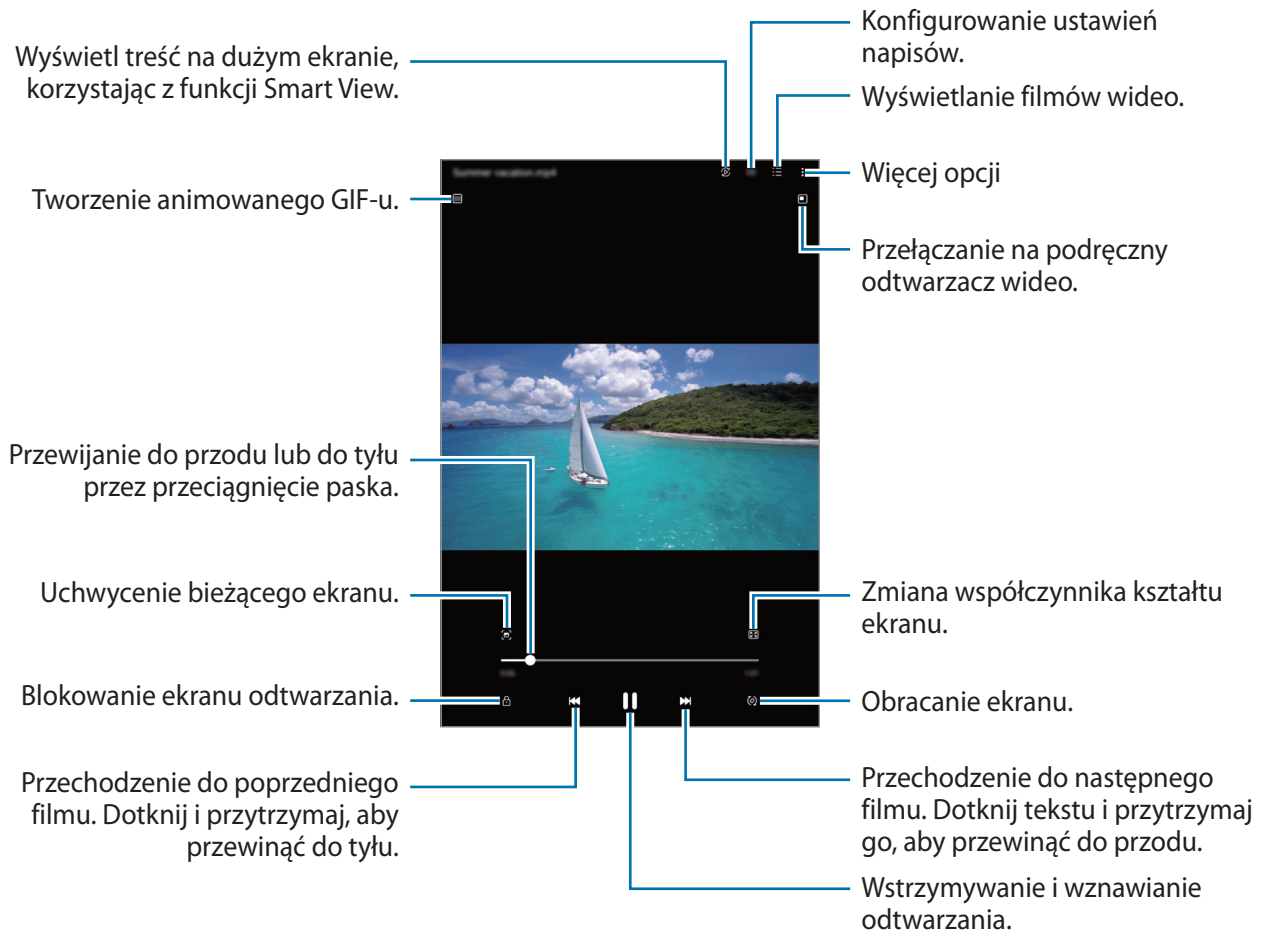 Konfigurowanie ustawień
napisów.
Wyświetl treść na dużym ekranie,
korzystając z funkcji Smart View.
Wyświetlanie filmów wideo.
Summer vacation.mp4
Więcej opcji
Tworzenie animowanego GIF-u.
Przełączanie na podręczny
odtwarzacz wideo.
Przewijanie do przodu lub do tyłu
przez przeciągnięcie paska.
Uchwycenie bieżącego ekranu.
Zmiana współczynnika kształtu
ekranu.
Blokowanie ekranu odtwarzania.
Obracanie ekranu.
Przechodzenie do poprzedniego
filmu. Dotknij i przytrzymaj, aby
przewinąć do tyłu.
Przechodzenie do następnego
filmu. Dotknij tekstu i przytrzymaj
go, aby przewinąć do przodu.
Wstrzymywanie i wznawianie
odtwarzania.